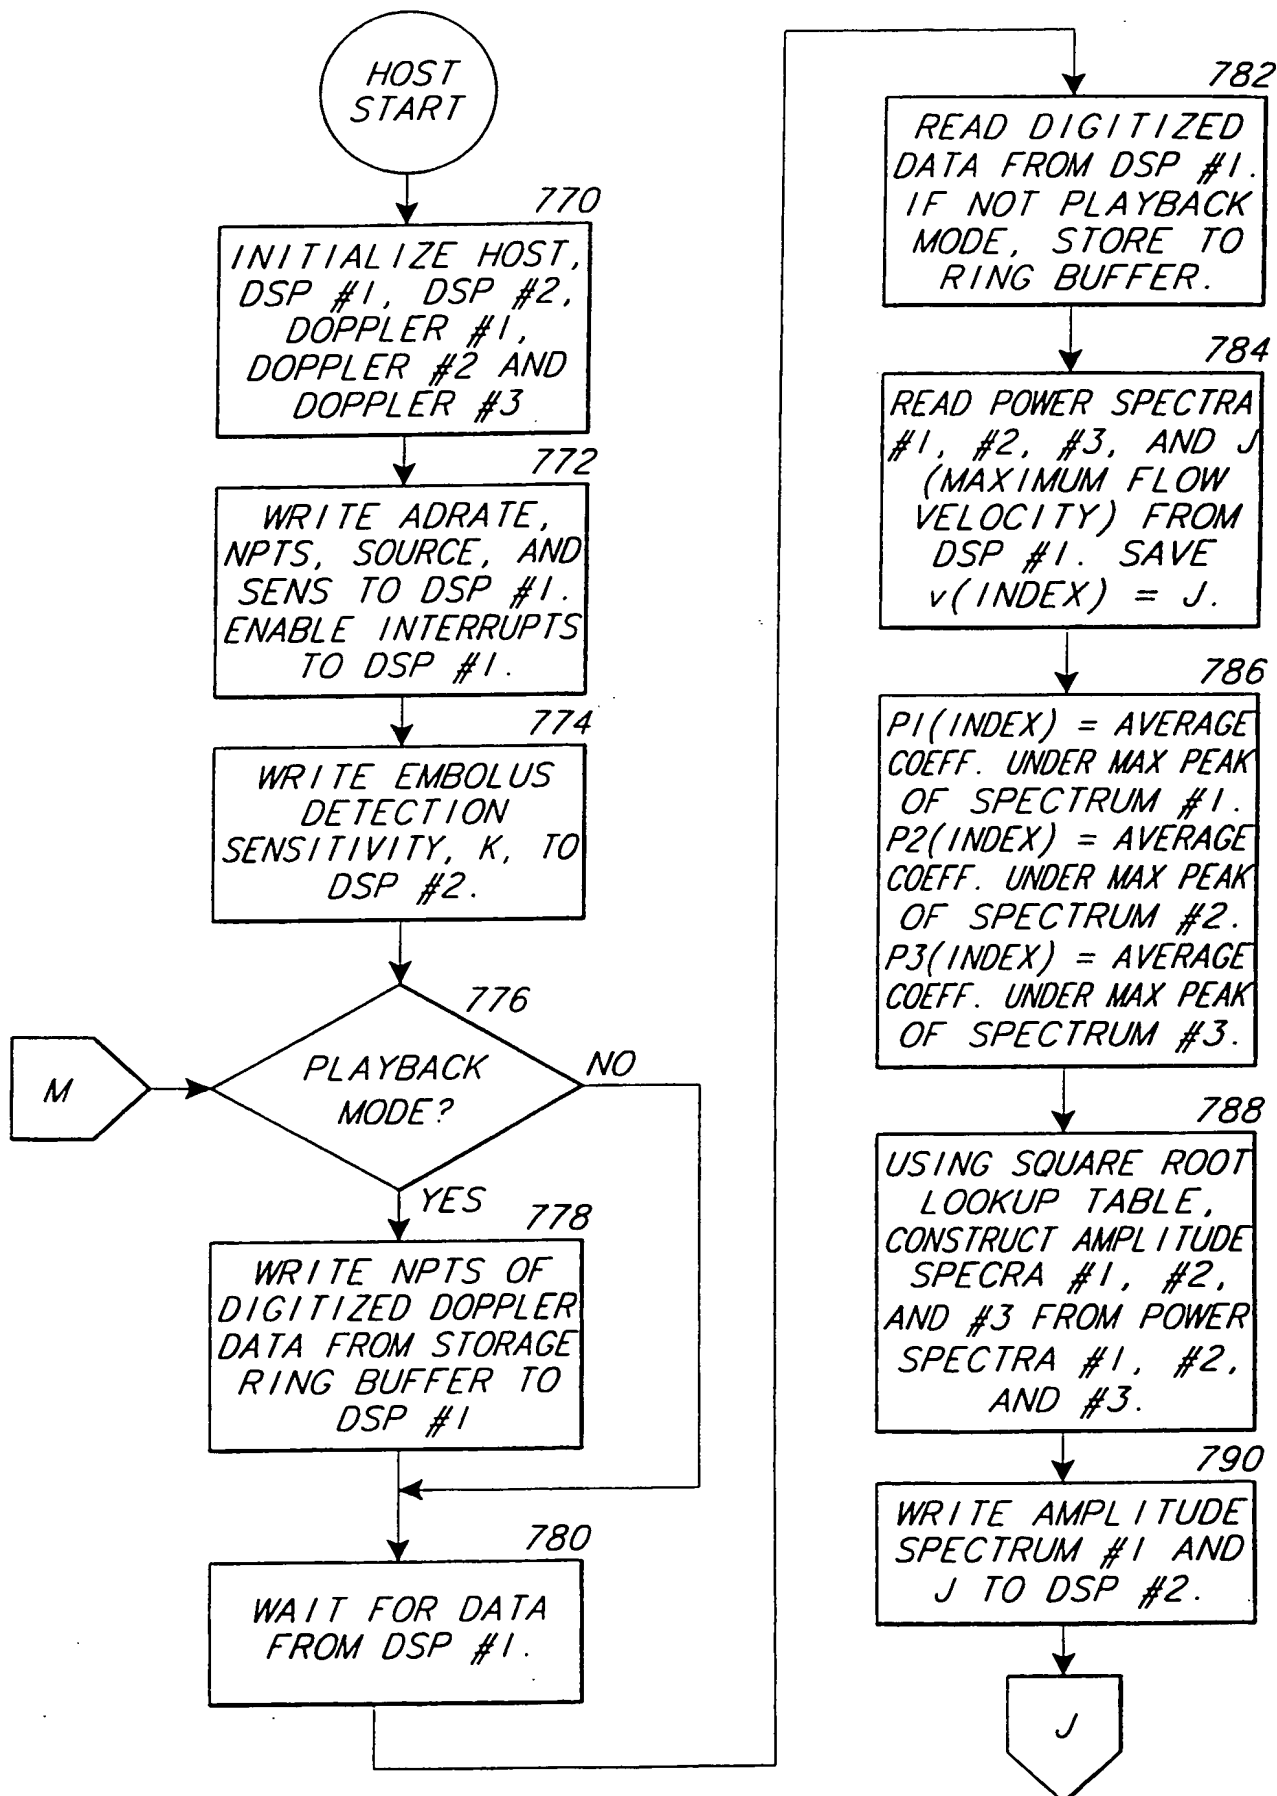 HOST
START
770
INITIALIZE HOST,
DSP #1, DSP #2,
DOPPLER #1,
DOPPLER #2 AND
DOPPLER #3
772
WRITE ADRATE,
NPTS, SOURCE, AND
SENS TO DSP #1.
ENABLE INTERRUPTS
TO DSP #1.
774
WRITE EMBOLUS
DETECTION
SENSITIVITY, K, TO
DSP #2.
776
M
PLAYBACK
MODE?
NO
YES
778
WRITE NPTS OF
DIGITIZED DOPPLER
DATA FROM STORAGE
RING BUFFER TO
DSP #1
780
WAIT FOR DATA
FROM DSP #1.
782
READ DIGITIZED
DATA FROM DSP #1.
IF NOT PLAYBACK
MODE, STORE TO
RING BUFFER.
784
READ POWER SPECTRA
#1, #2, #3, AND J
(MAXIMUM FLOW
VELOCITY) FROM
DSP #1. SAVE
v(INDEX) = J.
786
P1(INDEX) = AVERAGE
COEFF. UNDER MAX PEAK
OF SPECTRUM #1.
P2(INDEX) = AVERAGE
COEFF. UNDER MAX PEAK
OF SPECTRUM #2.
P3(INDEX) = AVERAGE
COEFF. UNDER MAX PEAK
OF SPECTRUM #3.
788
USING SQUARE ROOT
LOOKUP TABLE,
CONSTRUCT AMPLITUDE
SPECRA #1, #2,
AND #3 FROM POWER
SPECTRA #1, #2,
AND #3.
790
WRITE AMPLITUDE
SPECTRUM #1 AND
J TO DSP #2.
J